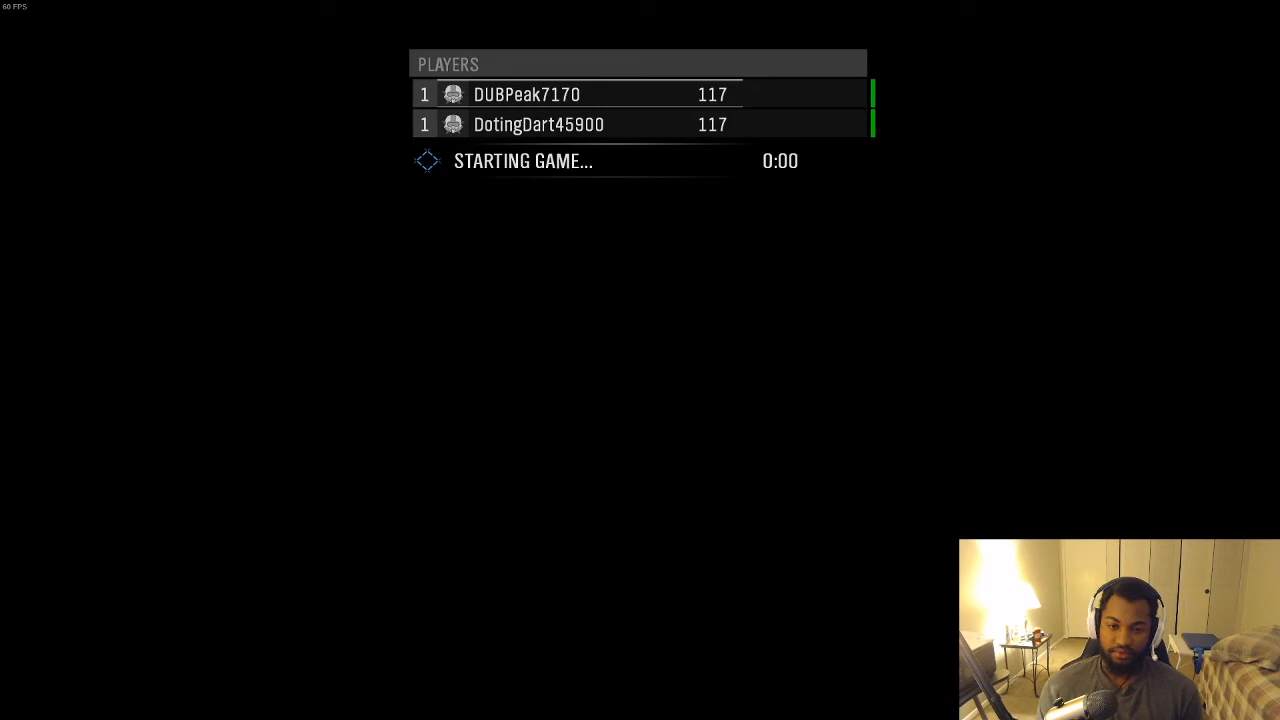 60 FPS
PLAYERS
1 DUBPeak7170 117
1 DotingDart45900 117
STARTING GAME... 0:00